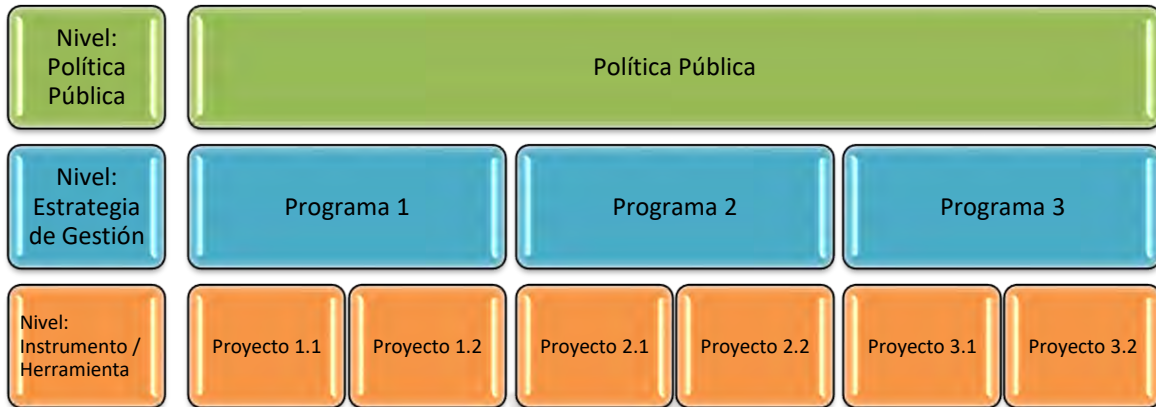 Nivel:
Política
Pública
Política Pública
Nivel:
Estrategia
de Gestión
Programa 1
Programa 2
Programa 3
Nivel:
Instrumento /
Herramienta
Proyecto 1.1
Proyecto 1.2
Proyecto 2.1
Proyecto 2.2
Proyecto 3.1
Proyecto 3.2